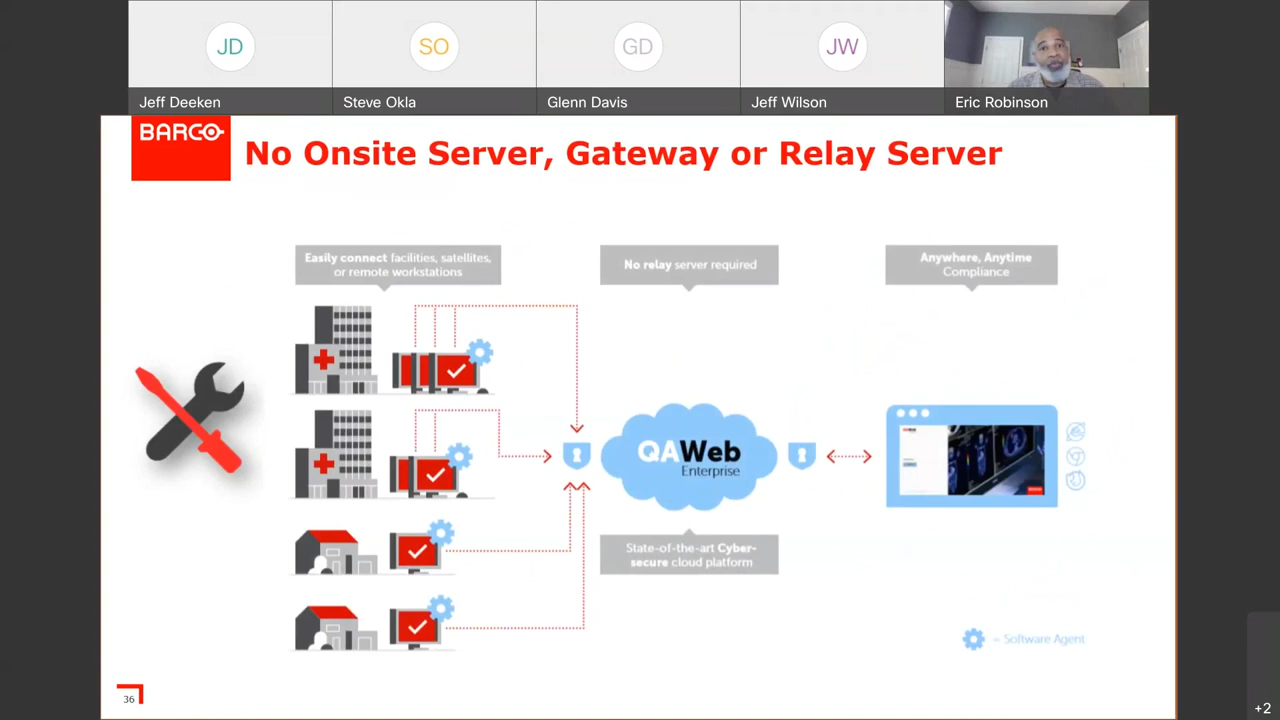 JD
SO
GD
JW
Jeff Deeken
Steve Okla
Glenn Davis
Jeff Wilson
Eric Robinson
BARCO
No Onsite Server, Gateway or Relay Server
Easily connect facilities, satellites,
or remote workstations
No relay server required
Anywhere, Anytime
Compliance
QAWeb
Enterprise
State-of-the-art Cyber-
secure cloud platform
= Software Agent
36
+2